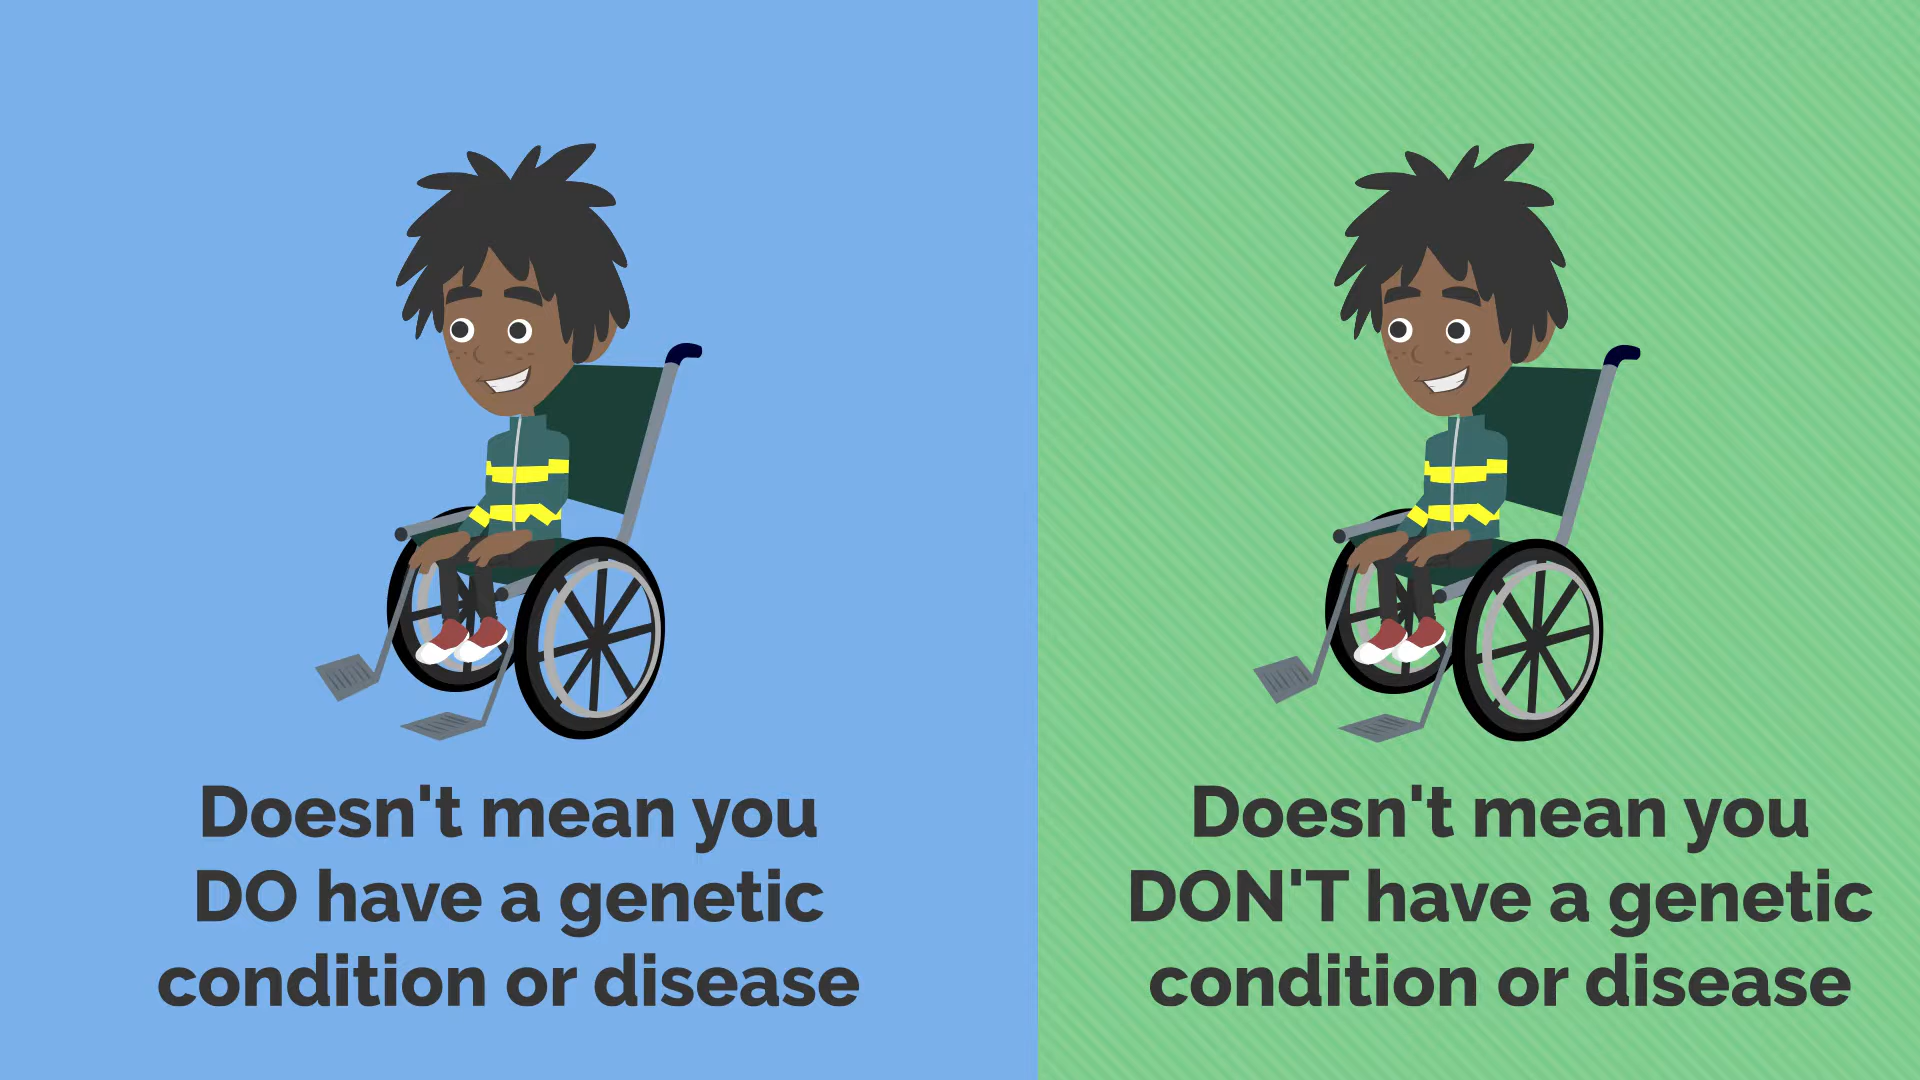 Doesn't mean you
DO have a genetic
condition or disease
Doesn't mean you
DON'T have a genetic
condition or disease